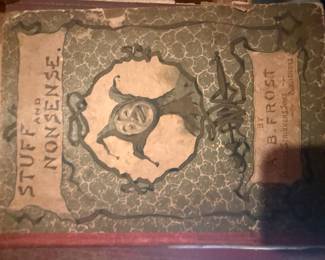 STUFF AND
NONSENSE.
BY
A. B. FROST